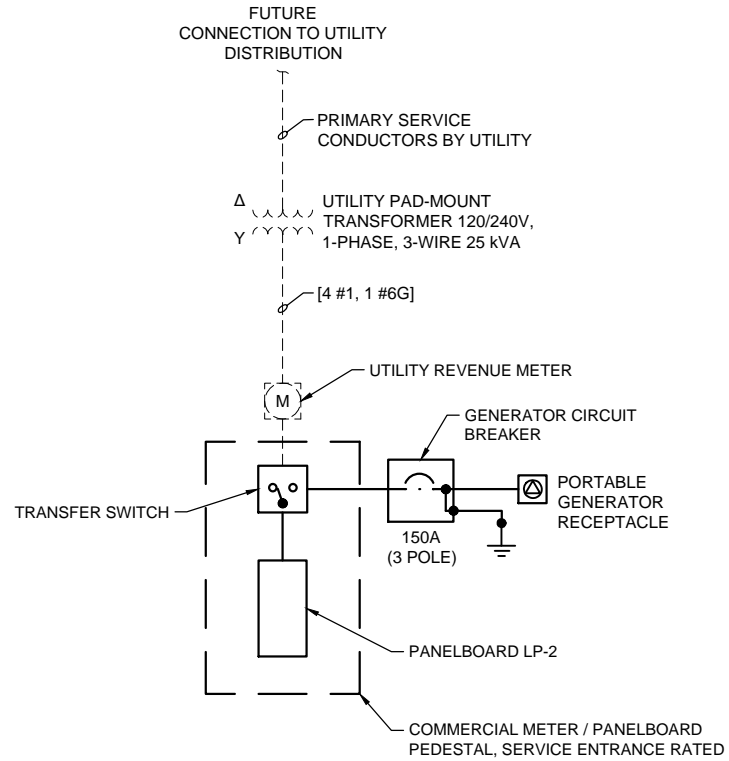 FUTURE
CONNECTION TO UTILITY
DISTRIBUTION
PRIMARY SERVICE
CONDUCTORS BY UTILITY
Δ
Y
UTILITY PAD-MOUNT
TRANSFORMER 120/240V,
1-PHASE, 3-WIRE 25 kVA
[4 #1, 1 #6G]
UTILITY REVENUE METER
M
GENERATOR CIRCUIT
BREAKER
TRANSFER SWITCH
PORTABLE
GENERATOR
RECEPTACLE
150A
(3 POLE)
PANELBOARD LP-2
COMMERCIAL METER / PANELBOARD
PEDESTAL, SERVICE ENTRANCE RATED